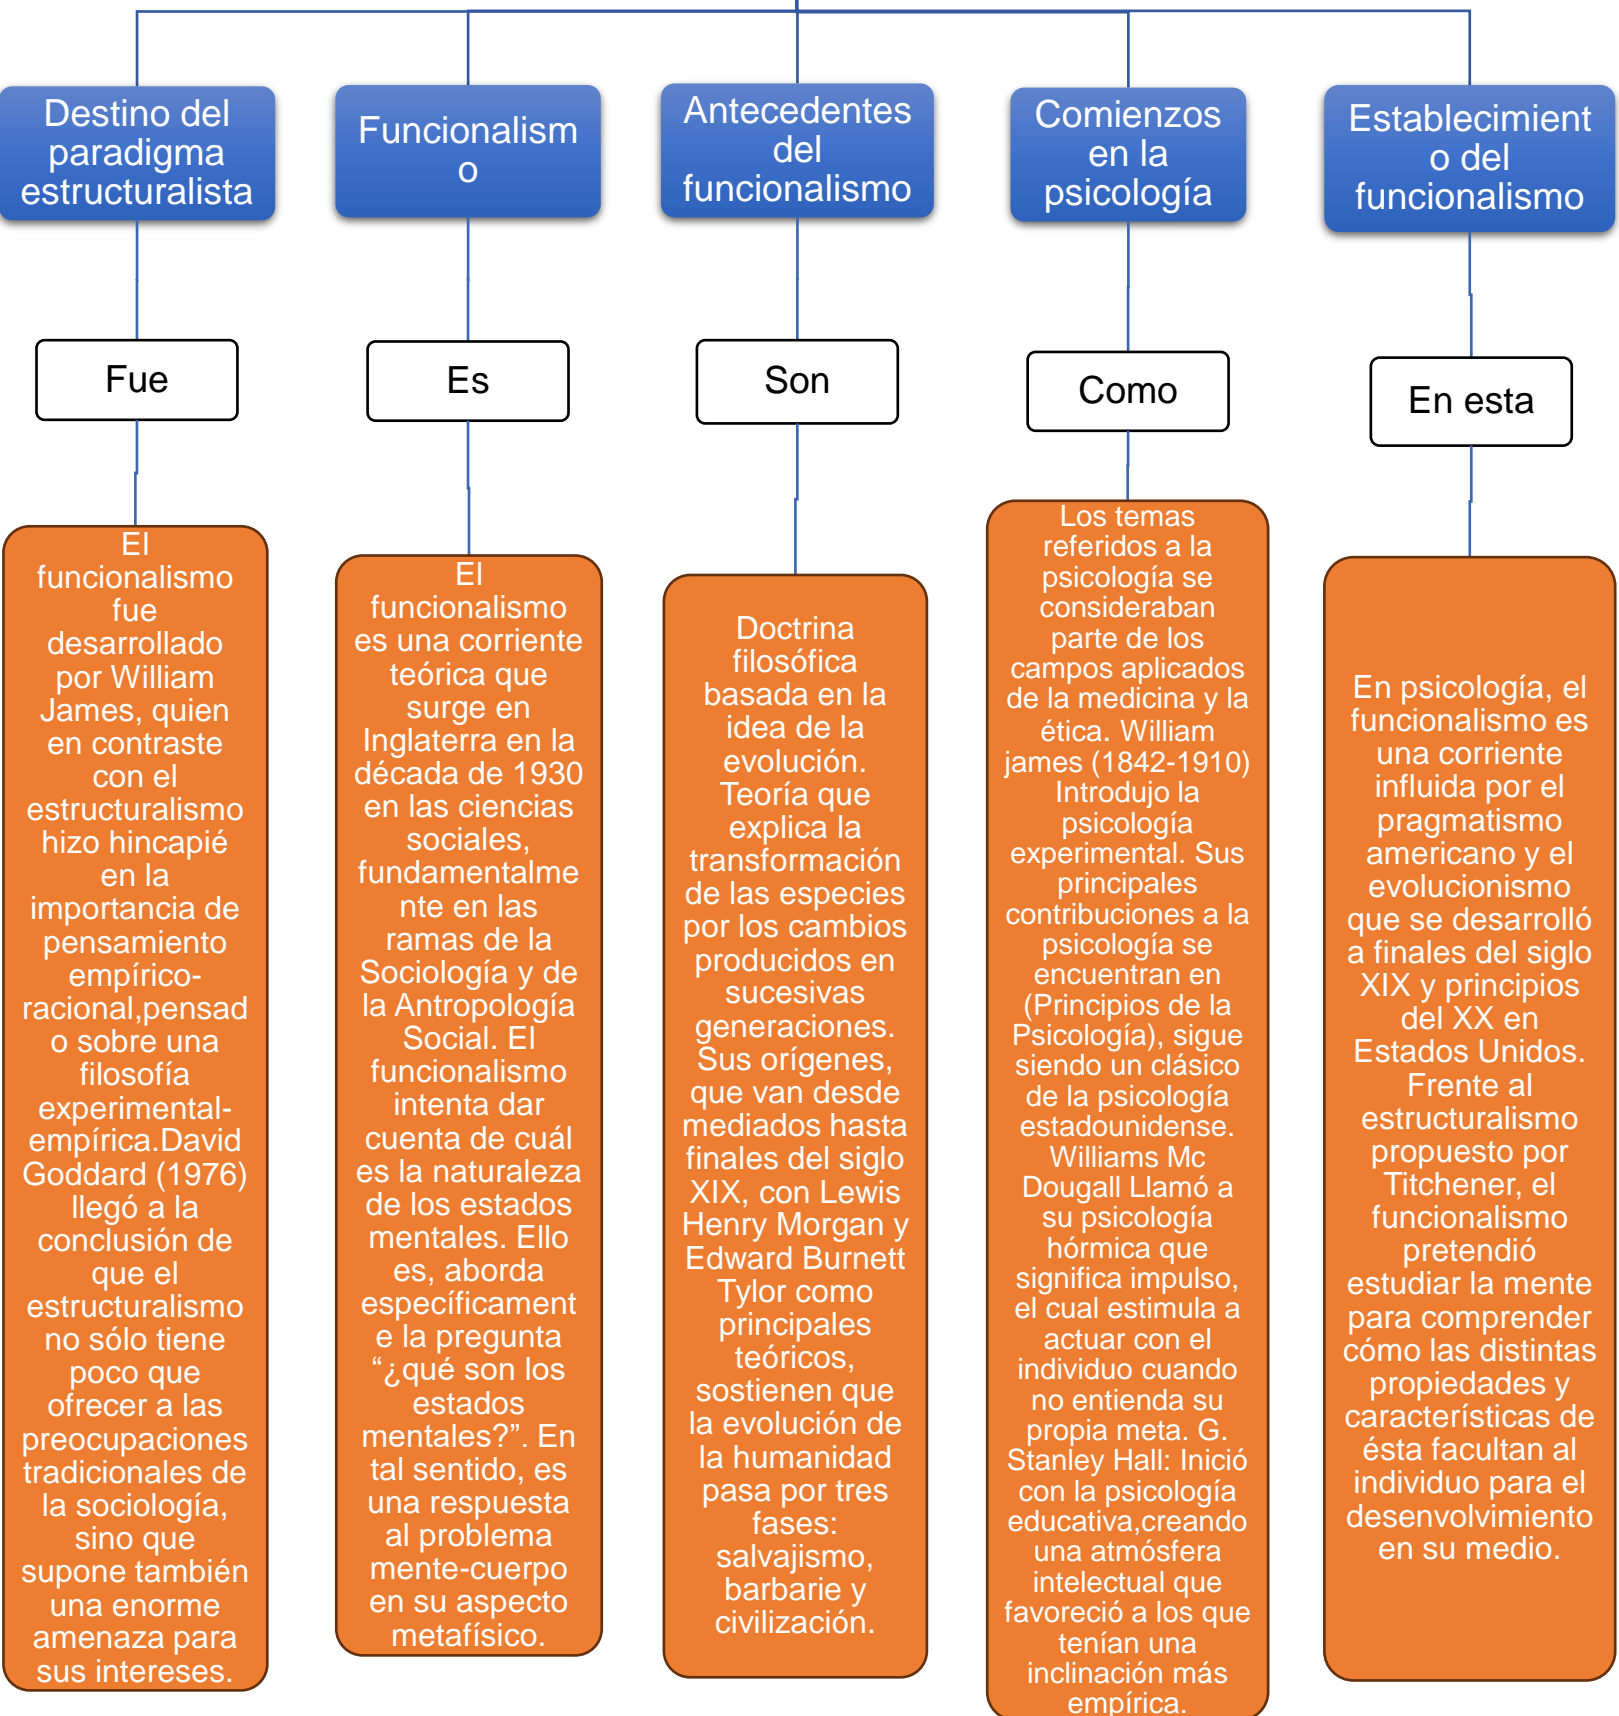 Destino del
paradigma
estructuralista
Fue
El
funcionalismo
fue
desarrollado
por William
James, quien
en contraste
con el
estructuralismo
hizo hincapié
en la
importancia de
pensamiento
empírico-
racional,pensad
o sobre una
filosofía
experimental-
empírica.David
Goddard (1976)
llegó a la
conclusión de
que el
estructuralismo
no sólo tiene
poco que
ofrecer a las
preocupaciones
tradicionales de
la sociología,
sino que
supone también
una enorme
amenaza para
sus intereses.
Funcionalism
o
Es
El
funcionalismo
es una corriente
teórica que
surge en
Inglaterra en la
década de 1930
en las ciencias
sociales,
fundamentalme
nte en las
ramas de la
Sociología y de
la Antropología
Social. El
funcionalismo
intenta dar
cuenta de cuál
es la naturaleza
de los estados
mentales. Ello
es, aborda
específicament
e la pregunta
“¿qué son los
estados
mentales?”. En
tal sentido, es
una respuesta
al problema
mente-cuerpo
en su aspecto
metafísico.
Antecedentes
del
funcionalismo
Son
Doctrina
filosófica
basada en la
idea de la
evolución.
Teoría que
explica la
transformación
de las especies
por los cambios
producidos en
sucesivas
generaciones.
Sus orígenes,
que van desde
mediados hasta
finales del siglo
XIX, con Lewis
Henry Morgan y
Edward Burnett
Tylor como
principales
teóricos,
sostienen que
la evolución de
la humanidad
pasa por tres
fases:
salvajismo,
barbarie y
civilización.
Comienzos
en la
psicología
Como
Los temas
referidos a la
psicología se
consideraban
parte de los
campos aplicados
de la medicina y la
ética. William
james (1842-1910)
Introdujo la
psicología
experimental. Sus
principales
contribuciones a la
psicología se
encuentran en
(Principios de la
Psicología), sigue
siendo un clásico
de la psicología
estadounidense.
Williams Mc
Dougall Llamó a
su psicología
hórmica que
significa impulso,
el cual estimula a
actuar con el
individuo cuando
no entienda su
propia meta. G.
Stanley Hall: Inició
con la psicología
educativa,creando
una atmósfera
intelectual que
favoreció a los que
tenían una
inclinación más
empírica.
Establecimient
o del
funcionalismo
En esta
En psicología, el
funcionalismo es
una corriente
influida por el
pragmatismo
americano y el
evolucionismo
que se desarrolló
a finales del siglo
XIX y principios
del XX en
Estados Unidos.
Frente al
estructuralismo
propuesto por
Titchener, el
funcionalismo
pretendió
estudiar la mente
para comprender
cómo las distintas
propiedades y
características de
ésta facultan al
individuo para el
desenvolvimiento
en su medio.